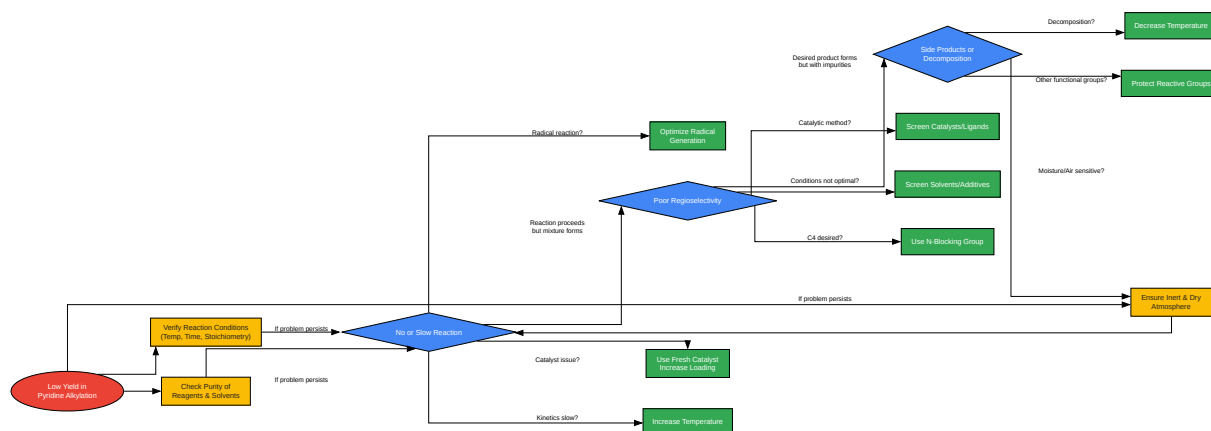 Decomposition?
Decrease Temperature
Side Products or
Decomposition
Desired product forms
but with impurities
Other functional groups?
Protect Reactive Groups
Catalytic method?
Screen Catalysts/Ligands
Radical reaction?
Optimize Radical
Generation
Moisture/Air sensitive?
Conditions not optimal?
Screen Solvents/Additives
Poor Regioselectivity
Reaction proceeds
but mixture forms
C4 desired?
Use N-Blocking Group
If problem persists
Ensure Inert & Dry
Atmosphere
Verify Reaction Conditions
(Temp, Time, Stoichiometry)
If problem persists
No or Slow Reaction
Catalyst issue?
Use Fresh Catalyst
Increase Loading
If problem persists
Low Yield in
Pyridine Alkylation
Check Purity of
Reagents & Solvents
Kinetics slow?
Increase Temperature